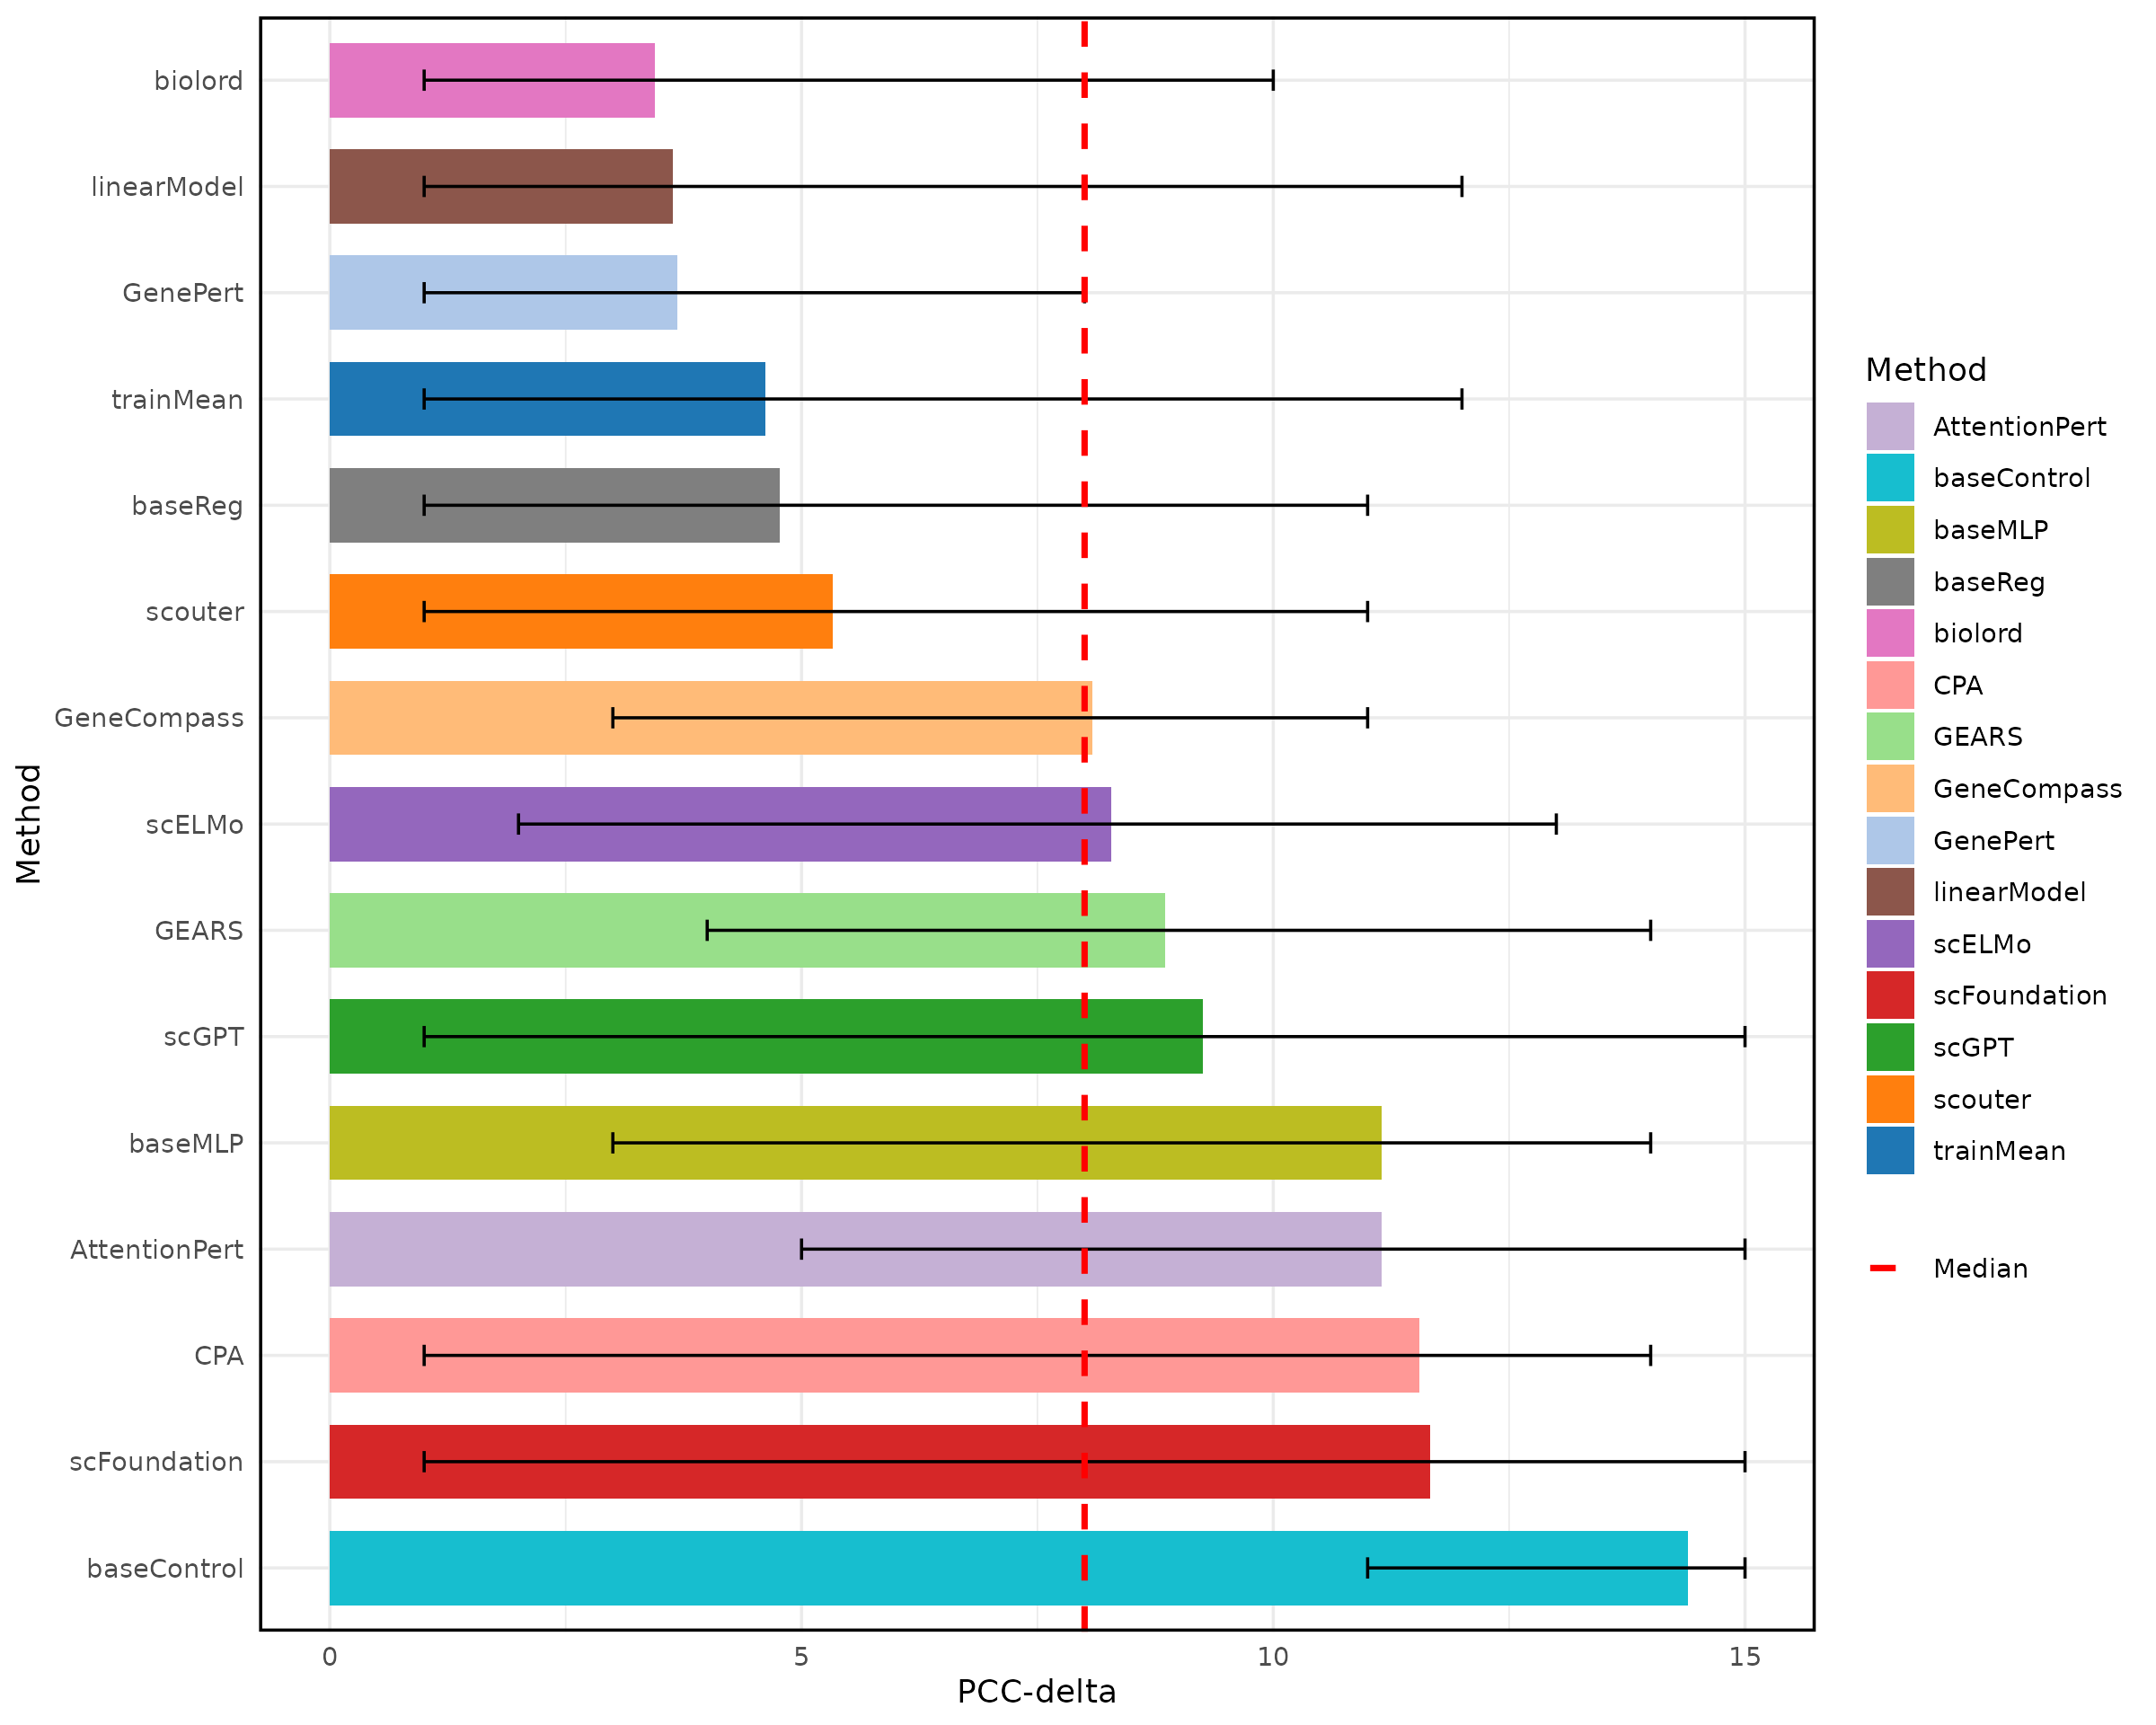 biolord
linearModel
GenePert
trainMean
baseReg
scouter
GeneCompass
scELMo
GEARS
scGPT
baseMLP
AttentionPert
CPA
scFoundation
baseControl
Method
0 5 10 15
PCC-delta
Method
AttentionPert
baseControl
baseMLP
baseReg
biolord
CPA
GEARS
GeneCompass
GenePert
linearModel
scELMo
scFoundation
scGPT
scouter
trainMean
Median